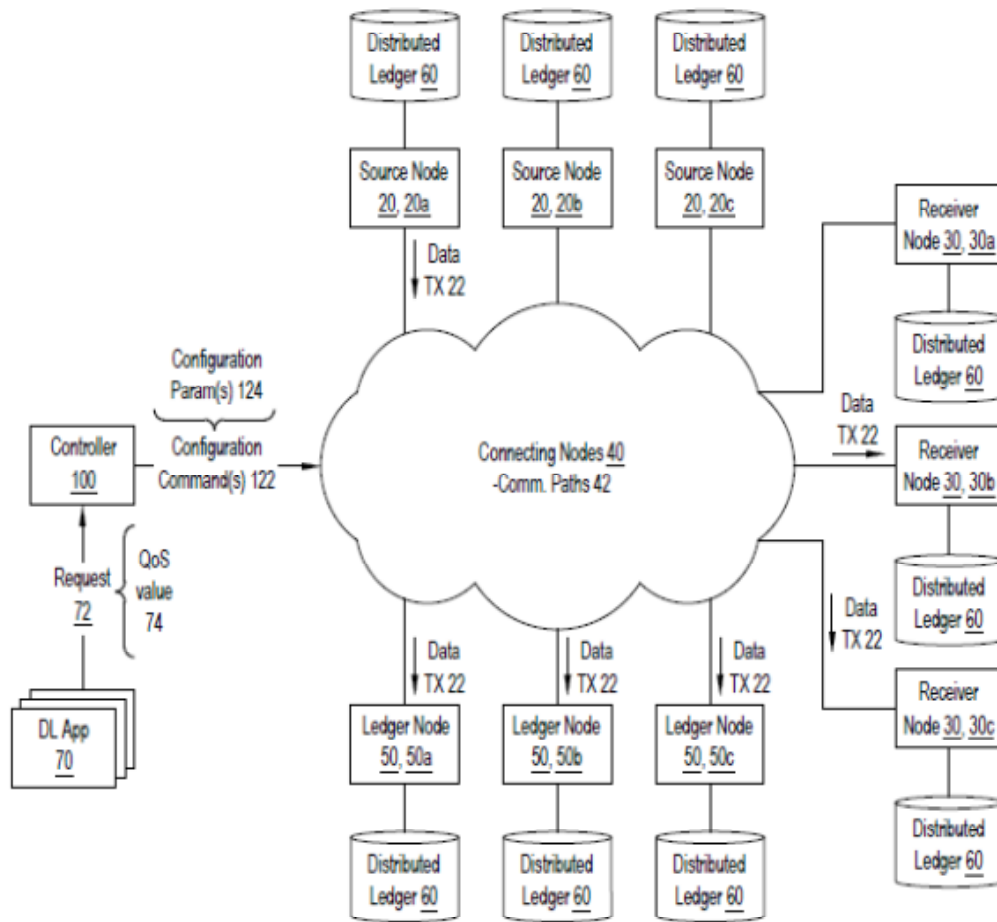 Distributed
Ledger 60
Distributed
Ledger 60
Distributed
Ledger 60
Source Node
20, 20a
Source Node
20, 20b
Source Node
20, 20c
Receiver
Node 30, 30a
Data
TX 22
Distributed
Ledger 60
Configuration
Param(s) 124
Controller
100
Configuration
Command(s) 122
Connecting Nodes 40
-Comm. Paths 42
Data
TX 22
Receiver
Node 30, 30b
Request
72
QoS
value
74
Distributed
Ledger 60
Data
TX 22
Data
TX 22
Data
TX 22
Data
TX 22
DL App
70
Ledger Node
50, 50a
Ledger Node
50, 50b
Ledger Node
50, 50c
Receiver
Node 30, 30c
Distributed
Ledger 60
Distributed
Ledger 60
Distributed
Ledger 60
Distributed
Ledger 60